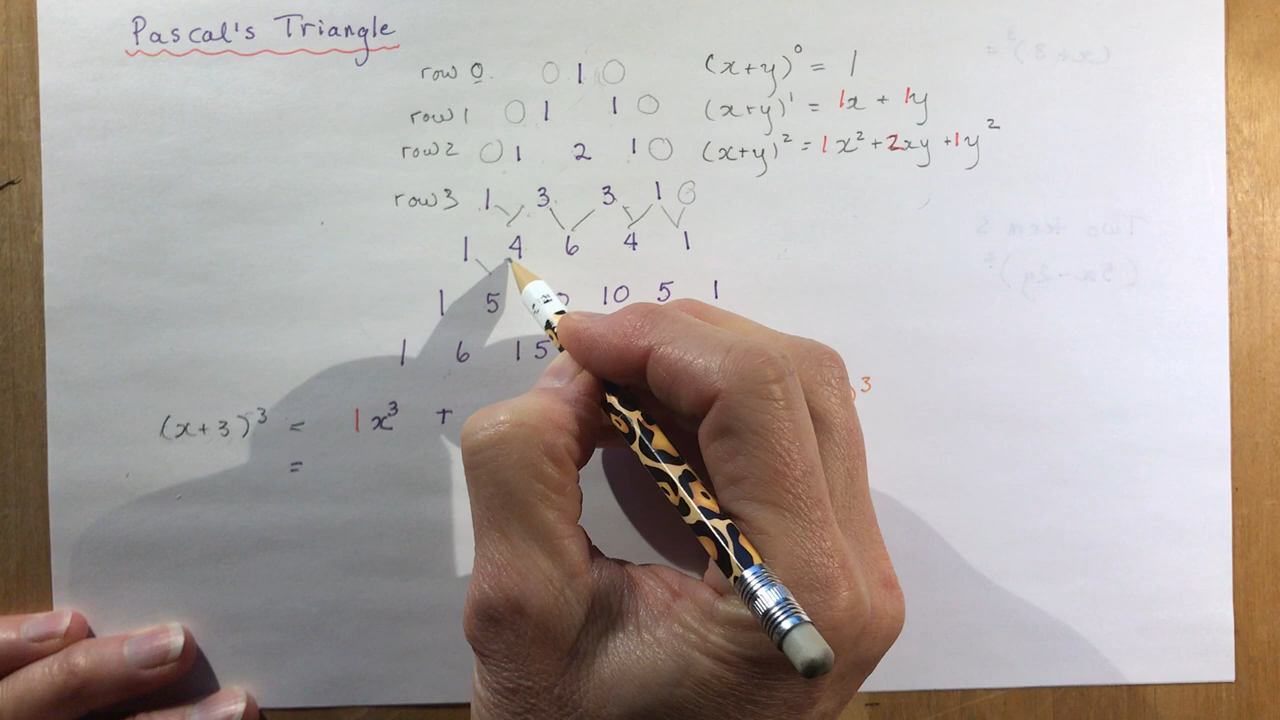 Pascal's Triangle
row 0 0 1 0 (x+y)⁰ = 1
row 1 0 1 1 0 (x+y)¹ = 1x + 1y
row 2 0 1 2 1 0 (x+y)² = 1x² + 2xy + 1y²
row 3 1 3 3 1 0
1 4 6 4 1
1 5 10 5 1
1 6 15
(x+3)³ = 1x³ + ³
=